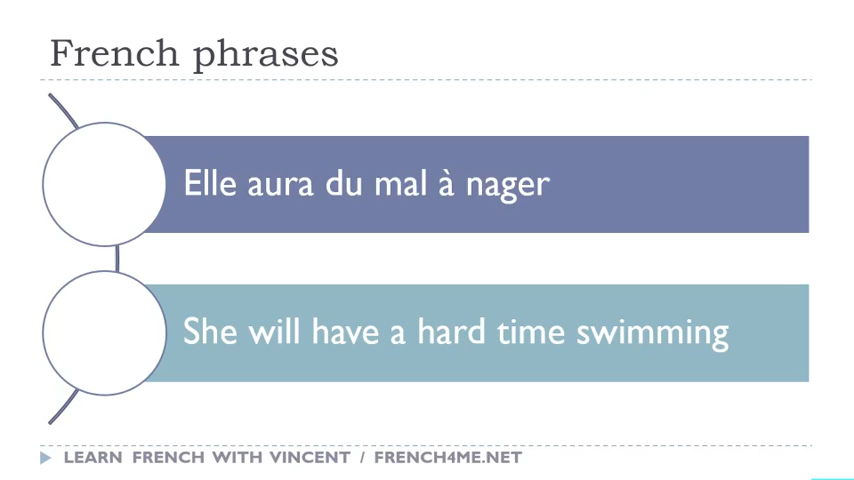 French phrases
Elle aura du mal à nager
She will have a hard time swimming
LEARN FRENCH WITH VINCENT / FRENCH4ME.NET